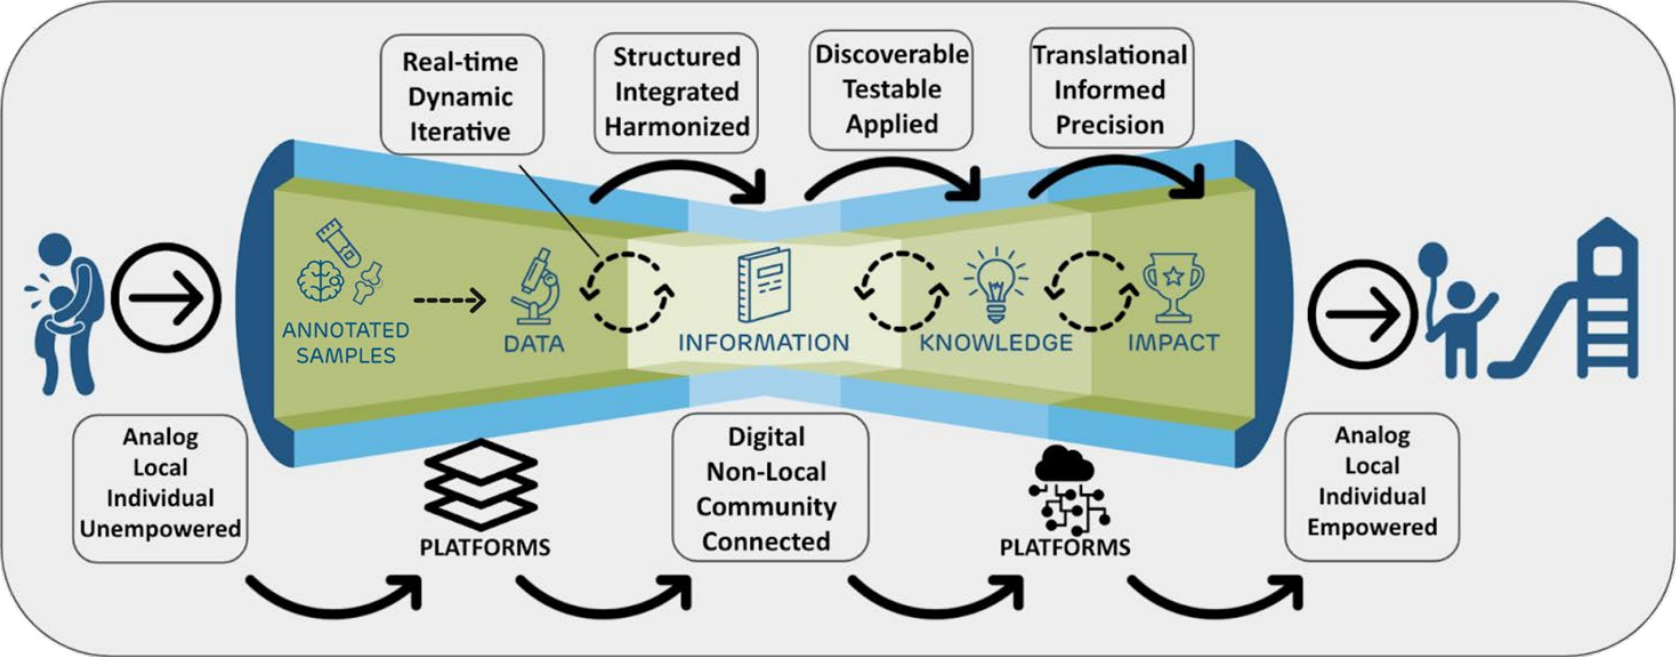 Real-time
Dynamic
Iterative
Structured
Integrated
Harmonized
Discoverable
Testable
Applied
Translational
Informed
Precision
ANNOTATED
SAMPLES
DATA
INFORMATION
KNOWLEDGE
IMPACT
Analog
Local
Individual
Unempowered
PLATFORMS
Digital
Non-Local
Community
Connected
PLATFORMS
Analog
Local
Individual
Empowered